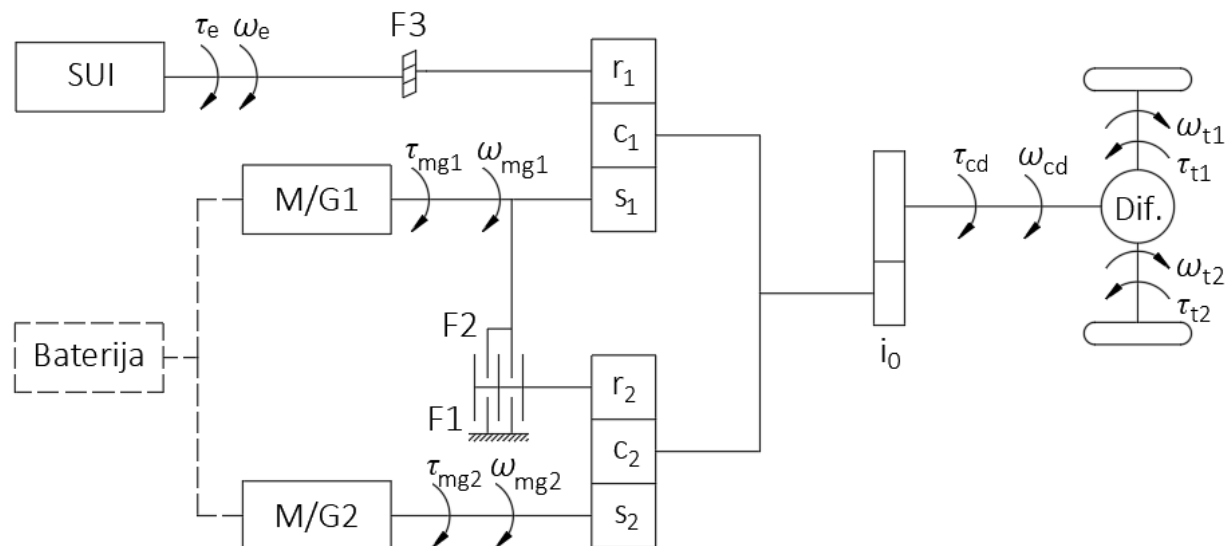 τe ωe F3
SUI
r1
c1
s1
τmg1 ωmg1
M/G1
ωt1
τt1
τcd ωcd
Dif.
ωt2
τt2
Baterija
F2
F1
i0
r2
c2
s2
τmg2 ωmg2
M/G2